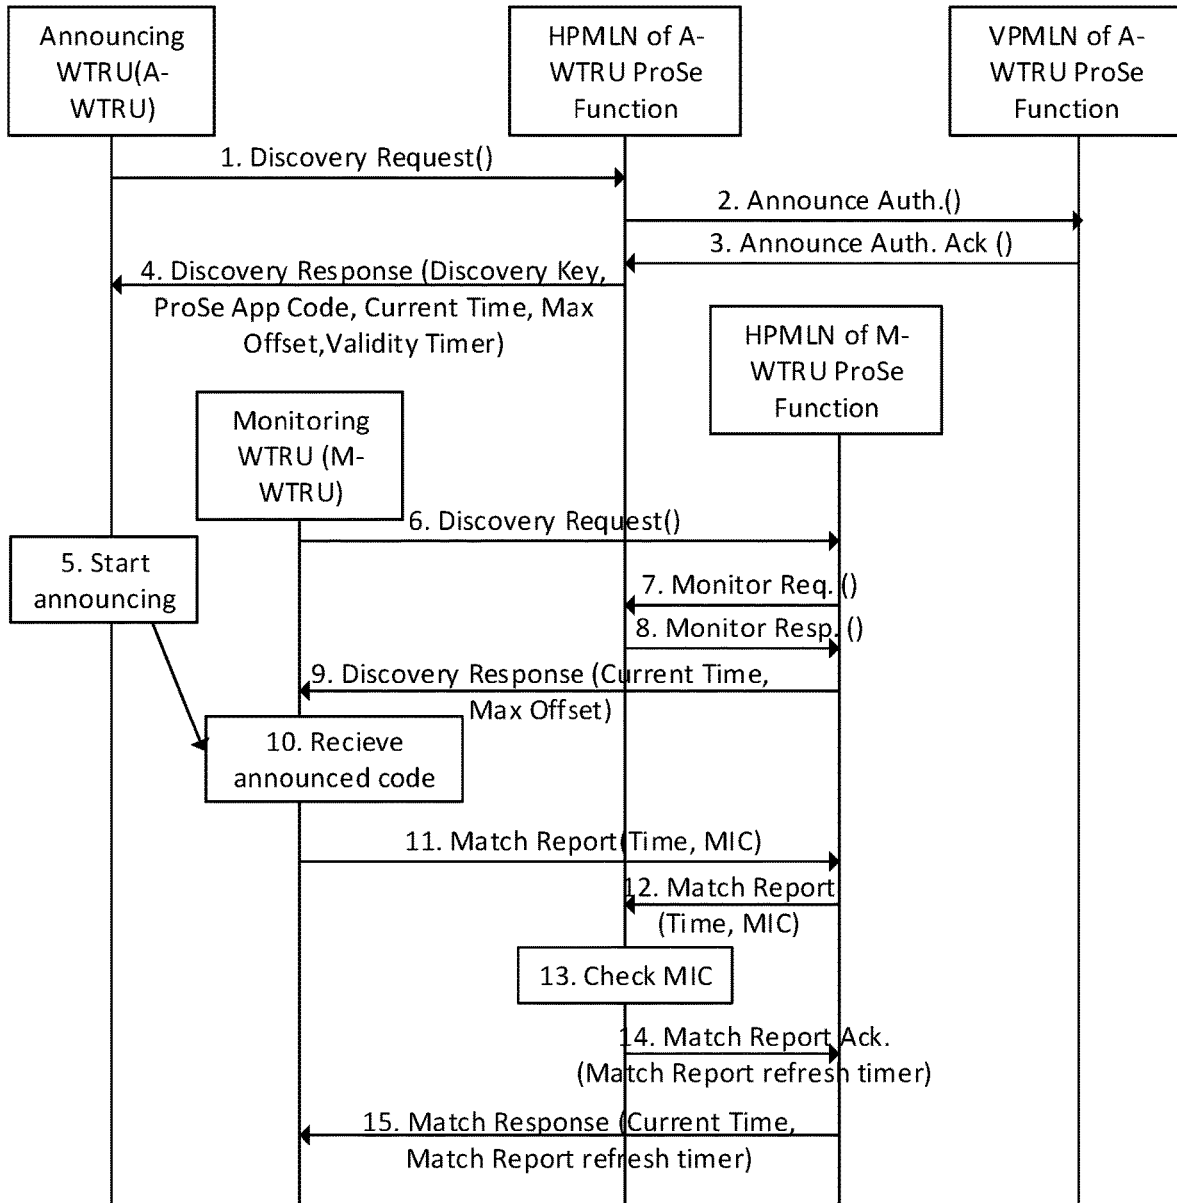 Announcing
WTRU(A-
WTRU)
HPMLN of A-
WTRU ProSe
Function
VPMLN of A-
WTRU ProSe
Function
1. Discovery Request()
2. Announce Auth.()
3. Announce Auth. Ack ()
4. Discovery Response (Discovery Key,
ProSe App Code, Current Time, Max
Offset,Validity Timer)
HPMLN of M-
WTRU ProSe
Function
Monitoring
WTRU (M-
WTRU)
6. Discovery Request()
5. Start
announcing
7. Monitor Req. ()
8. Monitor Resp. ()
9. Discovery Response (Current Time,
Max Offset)
10. Recieve
announced code
11. Match Report(Time, MIC)
12. Match Report
(Time, MIC)
13. Check MIC
14. Match Report Ack.
(Match Report refresh timer)
15. Match Response (Current Time,
Match Report refresh timer)